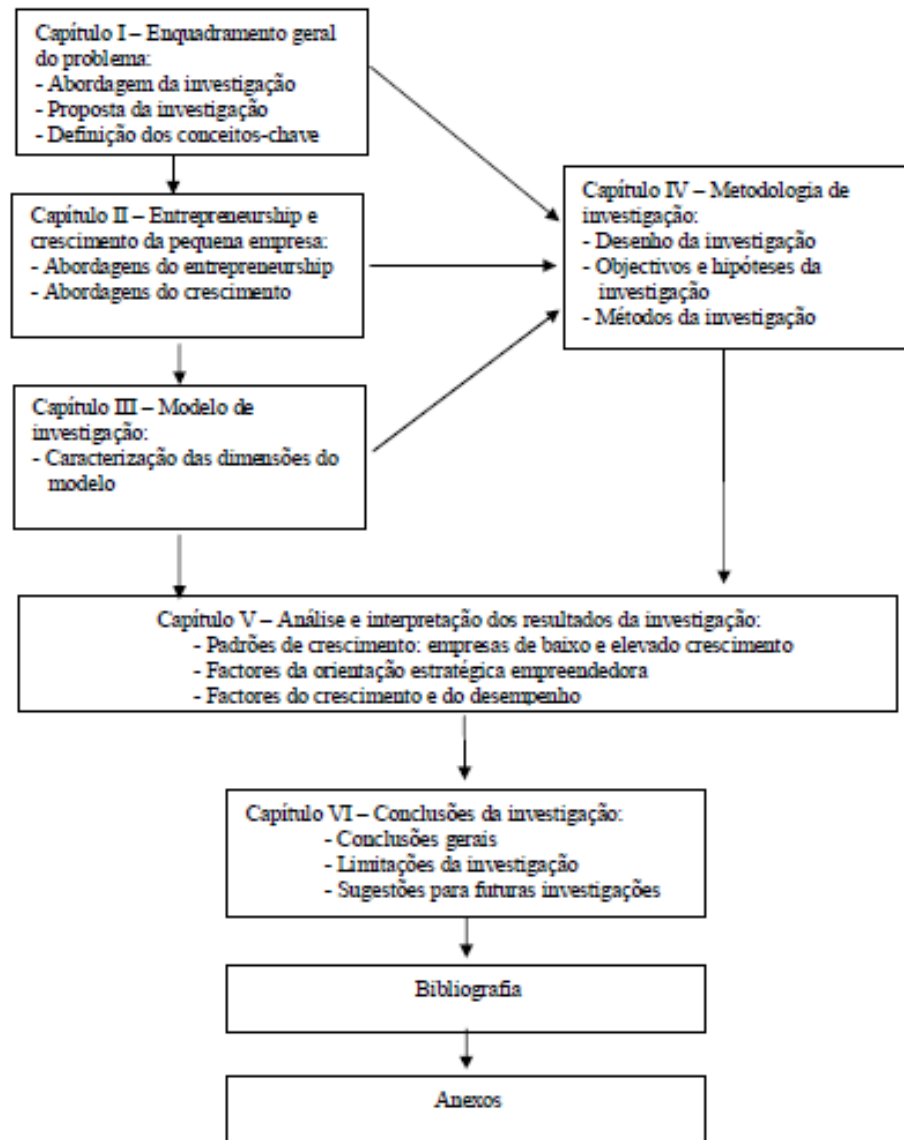 Capítulo I – Enquadramento geral
do problema:
- Abordagem da investigação
- Proposta da investigação
- Definição dos conceitos-chave
Capítulo II – Entrepreneurship e
crescimento da pequena empresa:
- Abordagens do entrepreneurship
- Abordagens do crescimento
Capítulo III – Modelo de
investigação:
- Caracterização das dimensões do
modelo
Capítulo IV – Metodologia de
investigação:
- Desenho da investigação
- Objectivos e hipóteses da
investigação
- Métodos da investigação
Capítulo V – Análise e interpretação dos resultados da investigação:
- Padrões de crescimento: empresas de baixo e elevado crescimento
- Factores da orientação estratégica empreendedora
- Factores do crescimento e do desempenho
Capítulo VI – Conclusões da investigação:
- Conclusões gerais
- Limitações da investigação
- Sugestões para futuras investigações
Bibliografia
Anexos